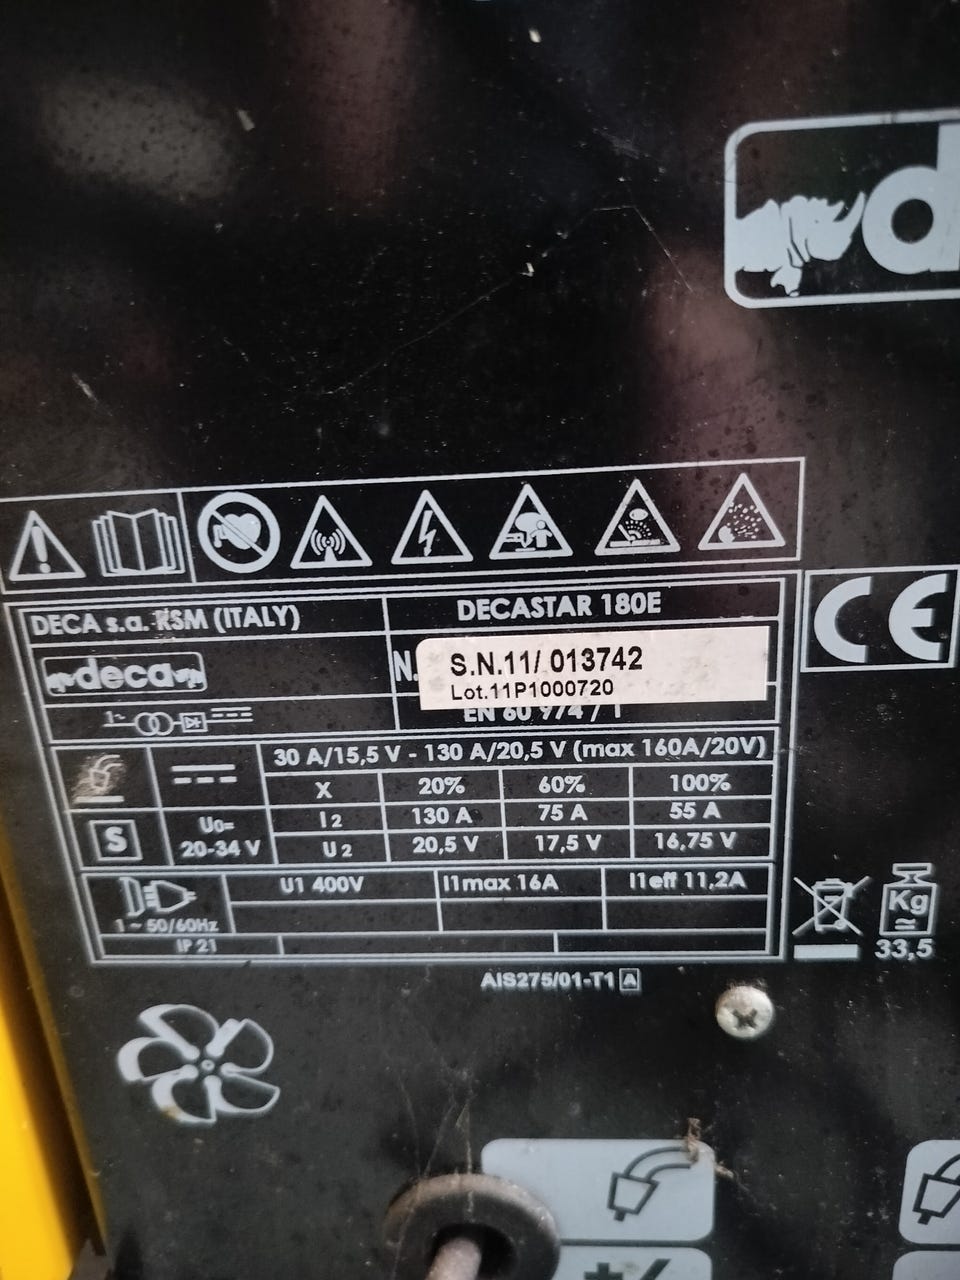 d
DECA s.a. RSM (ITALY)
DECASTAR 180E
deca
N.
S.N.11/ 013742
Lot.11P1000720
EN 60 974 / 1
1~
30 A/15,5 V - 130 A/20,5 V (max 160A/20V)
X 20% 60% 100%
S
U0=
20-34 V
I2 130 A 75 A 55 A
U2 20,5 V 17,5 V 16,75 V
U1 400V I1max 16A I1eff 11,2A
1~50/60Hz
IP 21
CE
Kg
≃
33,5
AIS275/01-T1 A